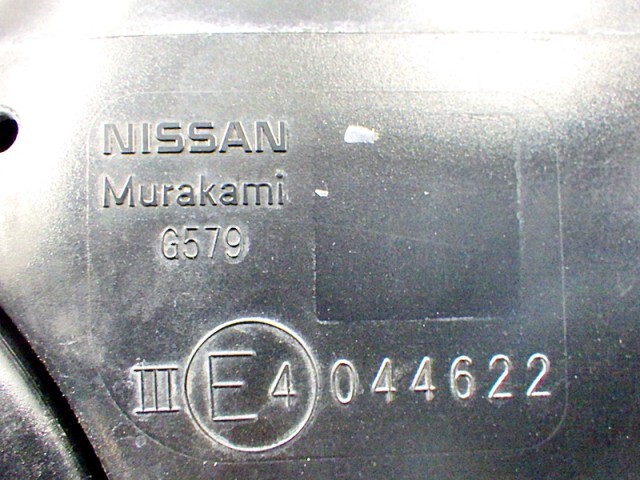 NISSAN
Murakami
G579
III E4 044622